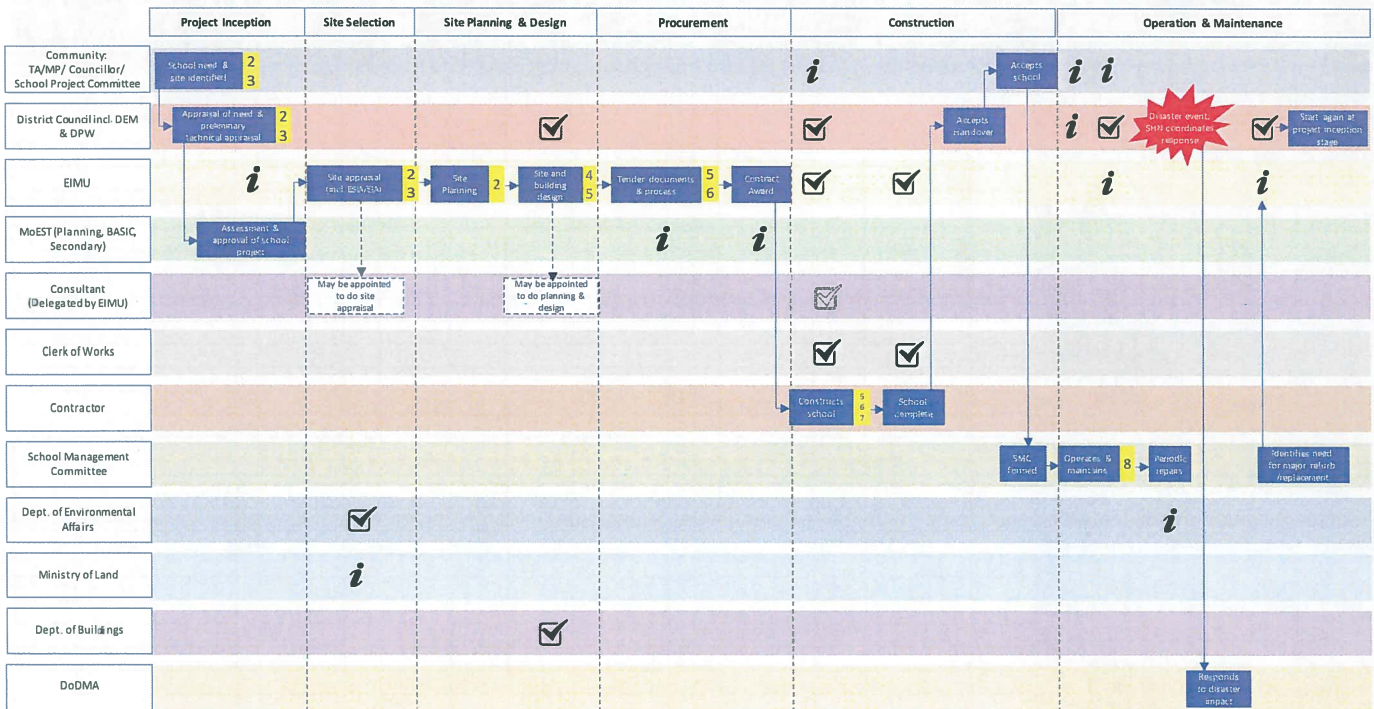 Project Inception
Site Selection
Site Planning & Design
Procurement
Construction
Operation & Maintenance
Community:
TA/MP/ Councillor/
School Project Committee
School need &
site identified
2
3
i
Accepts
school
i
i
District Council incl. DEM
& DPW
Appraisal of need &
preliminary
technical appraisal
2
3
Accepts
Handover
i
Disaster event:
coordinates
response
Start again at
project inception
stage
EIMU
i
Site appraisal
(incl. ESIA/EIA)
2
3
Site
Planning
2
Site and
building
design
4
5
Tender documents
& process
5
6
Contract
Award
i
i
MoEST (Planning, BASIC,
Secondary)
Assessment &
approval of school
project
i
i
Consultant
(Delegated by EIMU)
May be appointed
to do site
appraisal
May be appointed
to do planning &
design
Clerk of Works
Contractor
Constructs
school
5
6
7
School
complete
School Management
Committee
SMC
formed
Operates &
maintains
8
Periodic
repairs
Identifies need
for major refurb
/replacement
Dept. of Environmental
Affairs
i
Ministry of Land
i
Dept. of Buildings
DoDMA
Responds
to disaster
impact